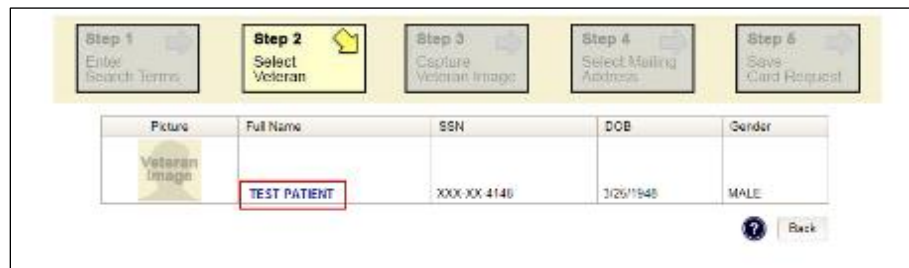 Step 1
Enter
Search Terms
Step 2
Select
Veteran
Step 3
Capture
Veteran Image
Step 4
Select Mailing
Address
Step 5
Save
Card Request
Picture
Full Name
SSN
DOB
Gender
Veteran
Image
TEST PATIENT
XXX-XX-4146
3/26/1948
MALE
?
Back